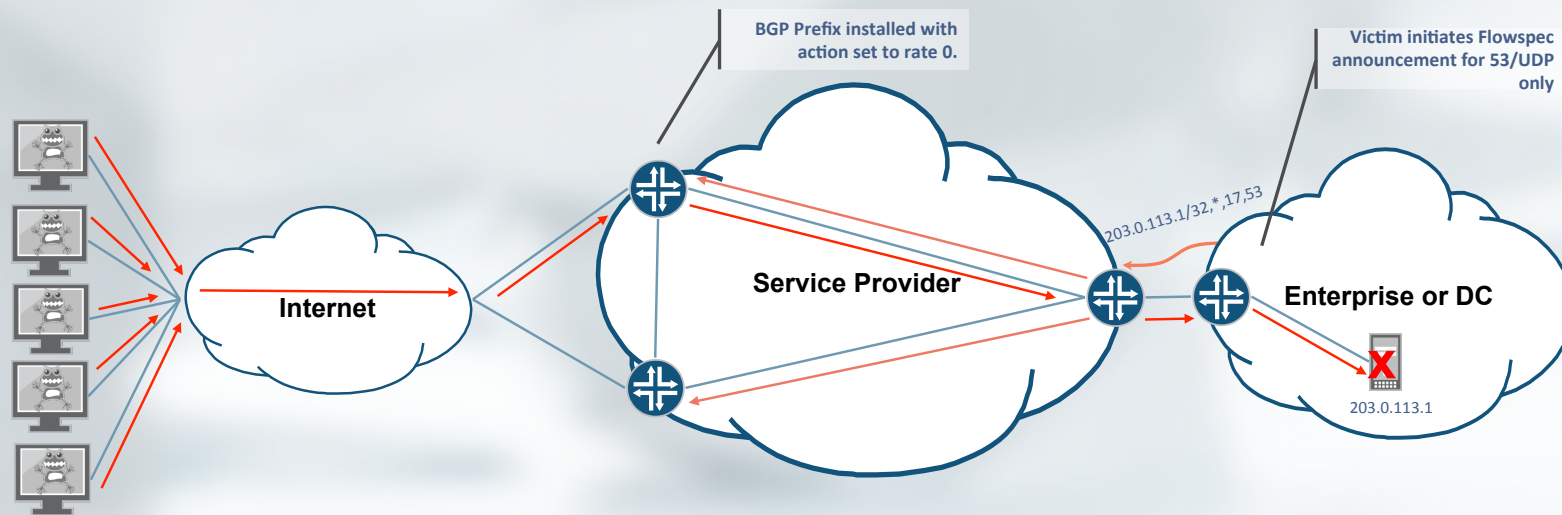 BGP Prefix installed with
action set to rate 0.
Victim initiates Flowspec
announcement for 53/UDP
only
203.0.113.1/32,*,17,53
Internet
Service Provider
Enterprise or DC
X
203.0.113.1